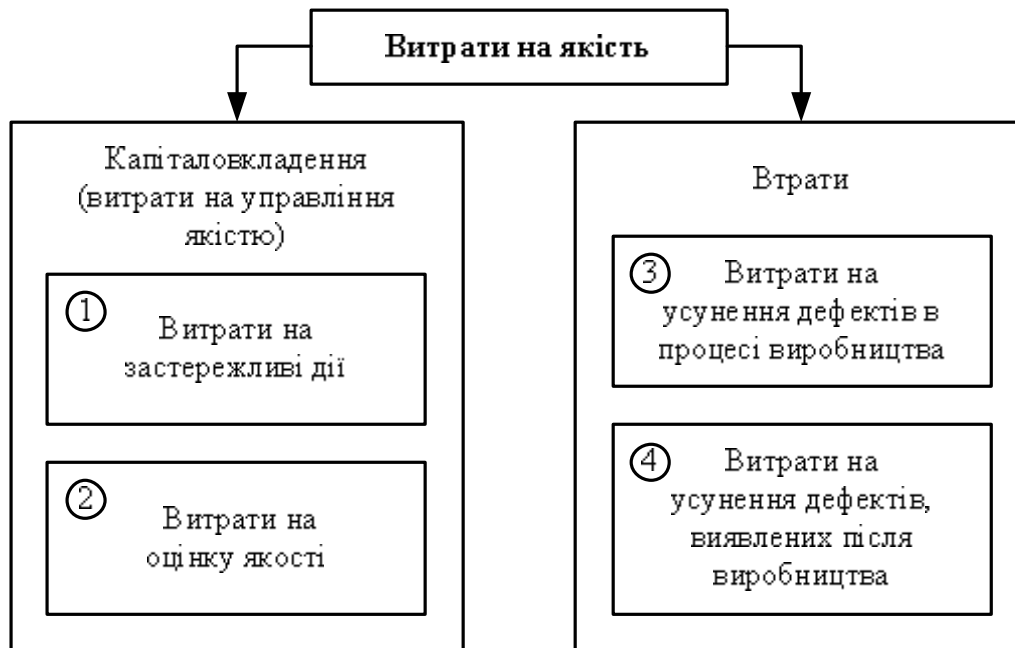 Витрати на якість
Капіталовкладення
(витрати на управління
якістю)
1
Витрати на
застережливі дії
2
Витрати на
оцінку якості
Втрати
3
Витрати на
усунення дефектів в
процесі виробництва
4
Витрати на
усунення дефектів,
виявлених після
виробництва